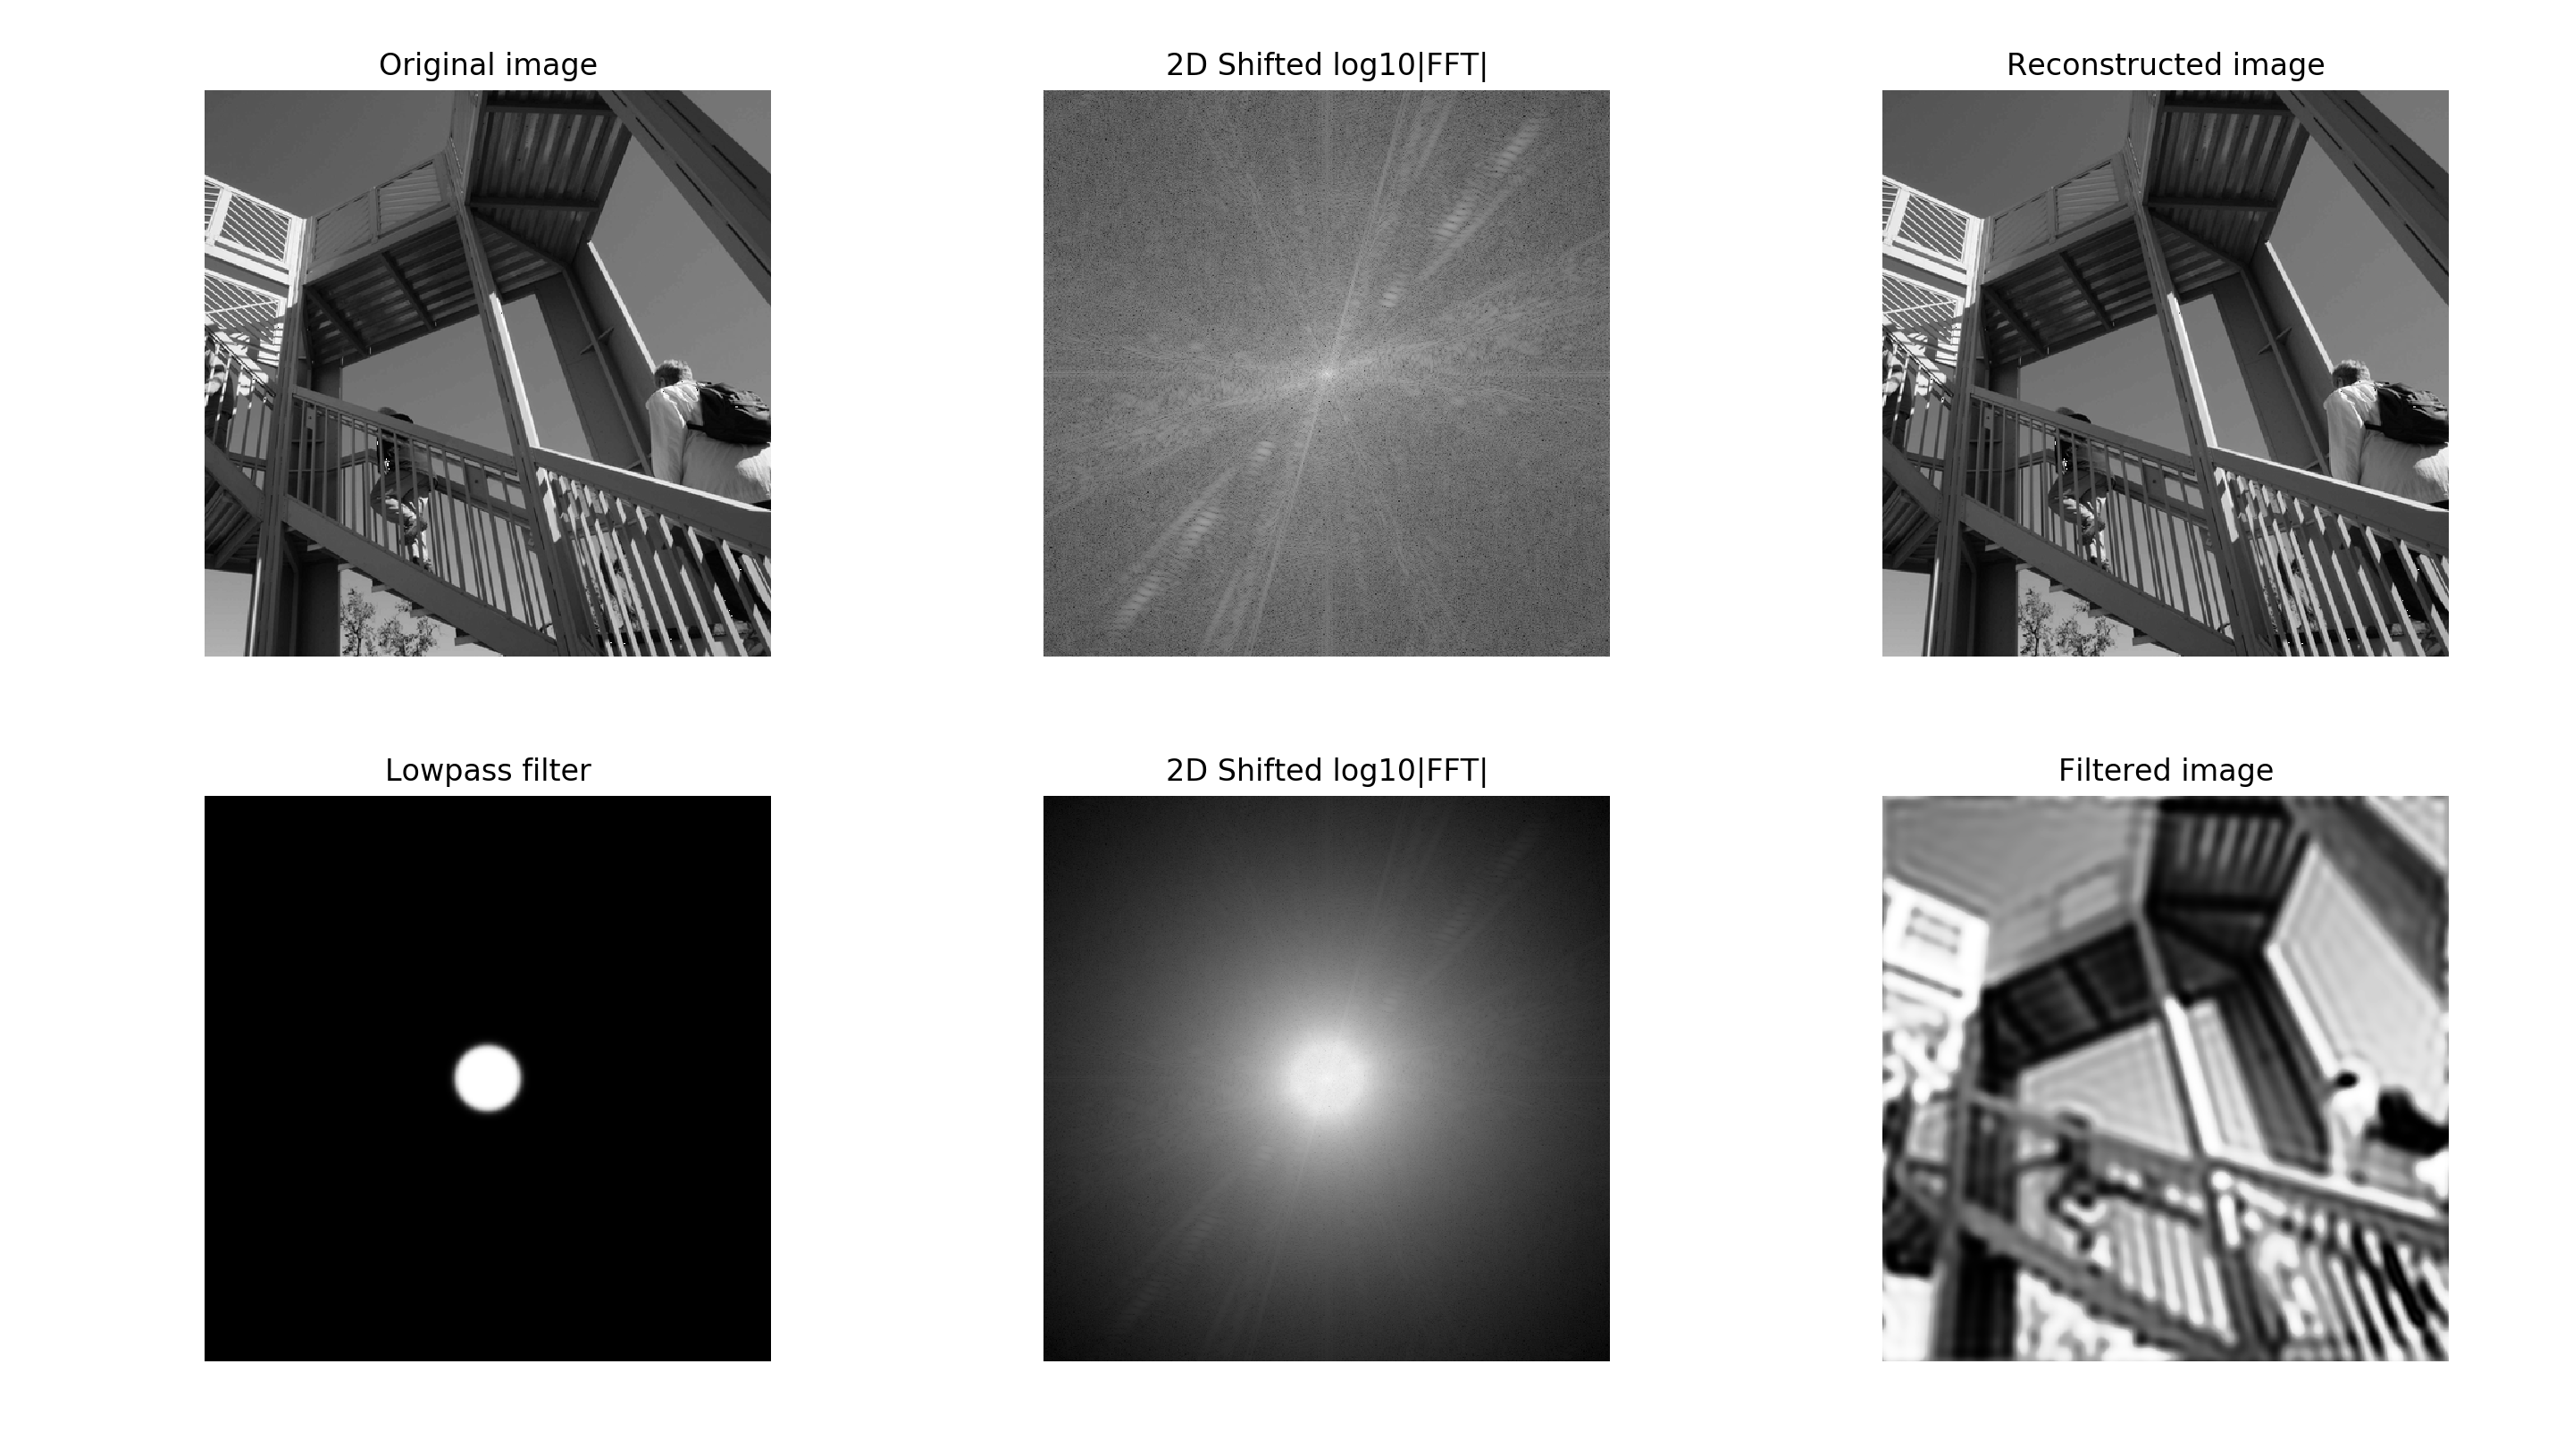 Original image
2D Shifted log10|FFT|
Reconstructed image
Lowpass filter
2D Shifted log10|FFT|
Filtered image